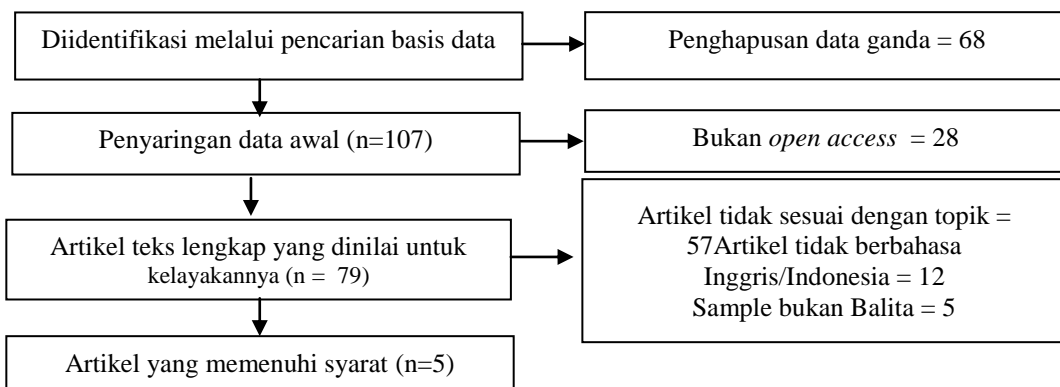 Diidentifikasi melalui pencarian basis data
Penghapusan data ganda = 68
Penyaringan data awal (n=107)
Bukan open access = 28
Artikel teks lengkap yang dinilai untuk
kelayakannya (n = 79)
Artikel tidak sesuai dengan topik =
57Artikel tidak berbahasa
Inggris/Indonesia = 12
Sample bukan Balita = 5
Artikel yang memenuhi syarat (n=5)